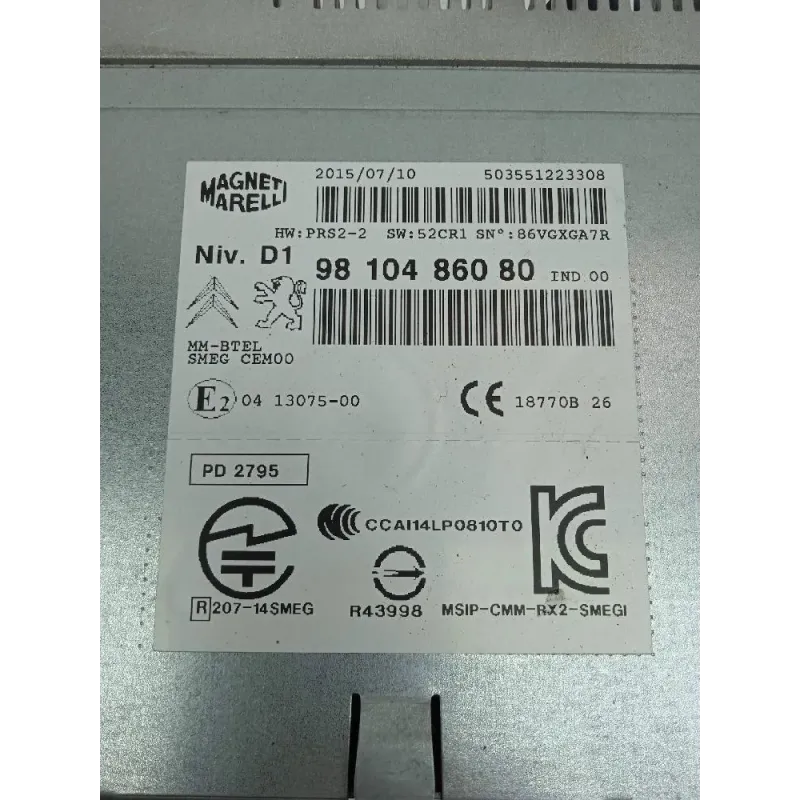 MAGNETI
MARELLI
2015/07/10 503551223308
HW:PRS2-2 SW:52CR1 SN°:86VGXGA7R
Niv. D1
98 104 860 80 IND.00
MM-BTEL
SMEG CEM00
E2 04 13075-00
CE 18770B 26
PD 2795
CCAI14LP0810T0
R 207-14SMEG
R43998
MSIP-CMM-RX2-SMEGI